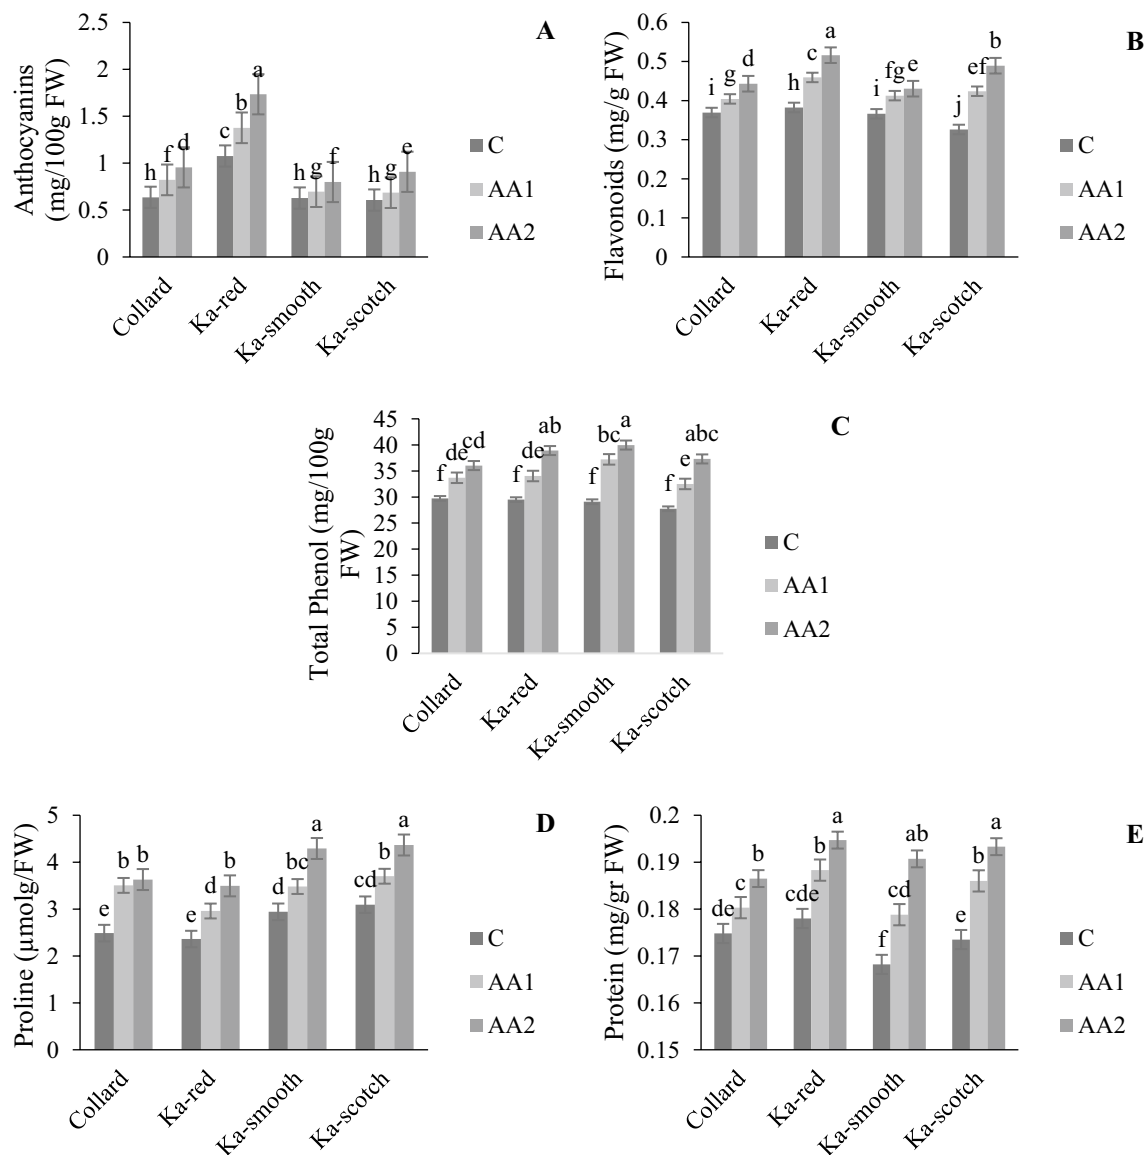 A
Anthocyanins
(mg/100g FW)
2.5
2
1.5
1
0.5
0
h f d
c b a
h g f
h g e
Collard
Ka-red
Ka-smooth
Ka-scotch
C
AA1
AA2
B
Flavonoids (mg/g FW)
0.6
0.5
0.4
0.3
0.2
0.1
0
i g d
h c a
i fg e
j ef b
Collard
Ka-red
Ka-smooth
Ka-scotch
C
AA1
AA2
C
Total Phenol (mg/100g
FW)
45
40
35
30
25
20
15
10
5
0
f de cd
f de ab
f bc a
f e abc
Collard
Ka-red
Ka-smooth
Ka-scotch
C
AA1
AA2
D
Proline (µmolg/FW)
5
4
3
2
1
0
e b b
e d b
d bc a
cd b a
Collard
Ka-red
Ka-smooth
Ka-scotch
C
AA1
AA2
E
Protein (mg/gr FW)
0.2
0.19
0.18
0.17
0.16
0.15
de c b
cde b a
f cd ab
e b a
Collard
Ka-red
Ka-smooth
Ka-scotch
C
AA1
AA2